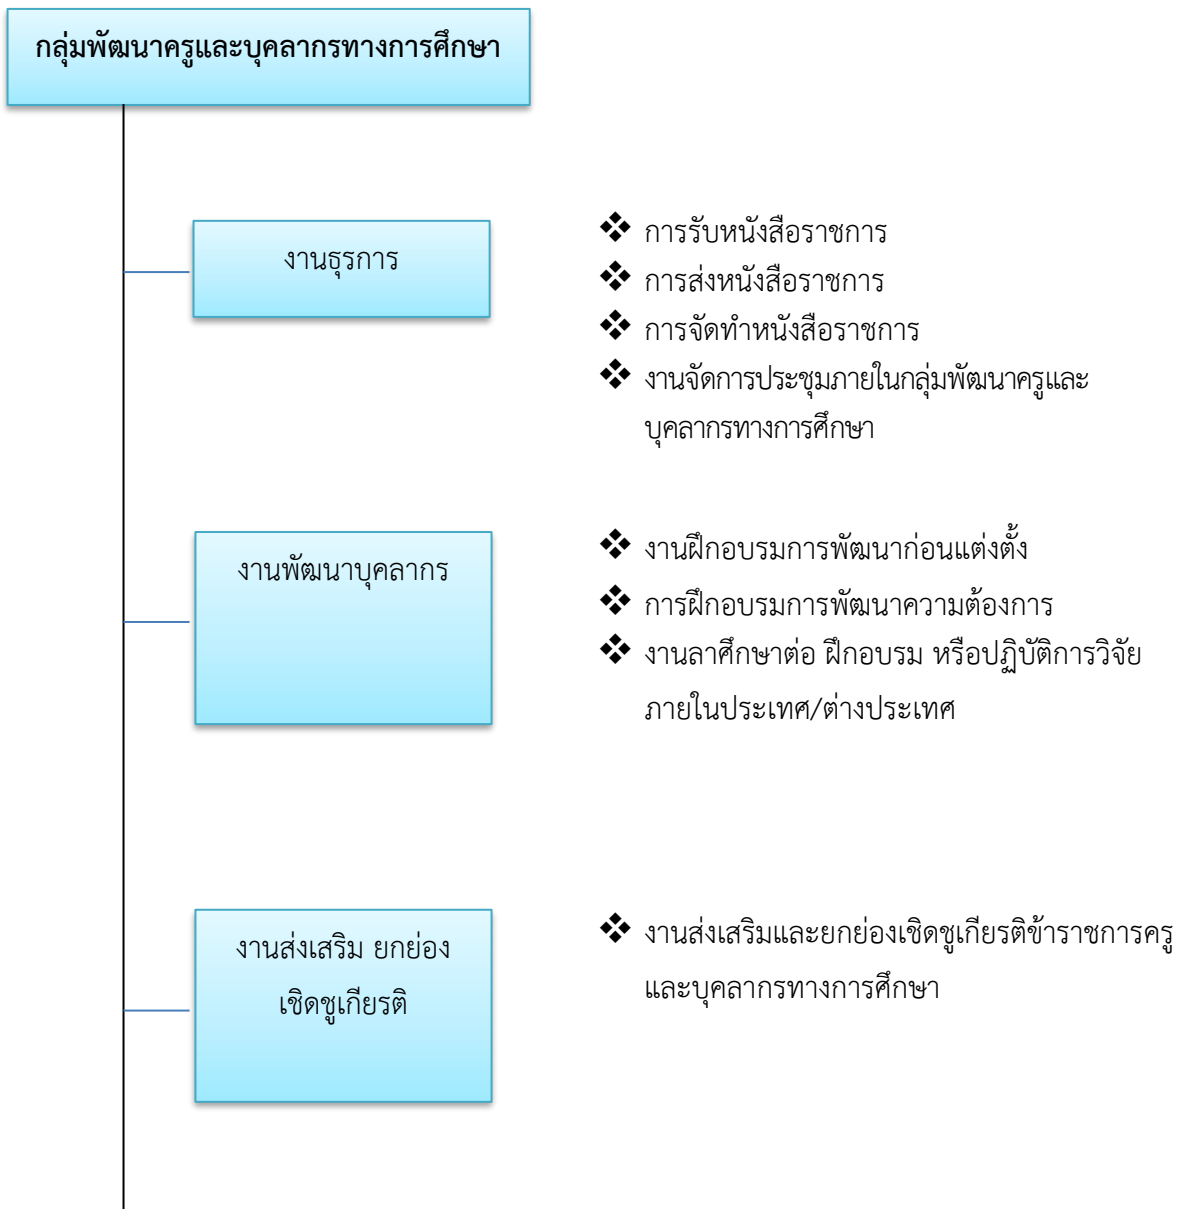 กลุ่มพัฒนาครูและบุคลากรทางการศึกษา
งานธุรการ
❖ การรับหนังสือราชการ
❖ การส่งหนังสือราชการ
❖ การจัดทำหนังสือราชการ
❖ งานจัดการประชุมภายในกลุ่มพัฒนาครูและ
บุคลากรทางการศึกษา
งานพัฒนาบุคลากร
❖ งานฝึกอบรมการพัฒนาก่อนแต่งตั้ง
❖ การฝึกอบรมการพัฒนาความต้องการ
❖ งานลาศึกษาต่อ ฝึกอบรม หรือปฏิบัติการวิจัย
ภายในประเทศ/ต่างประเทศ
งานส่งเสริม ยกย่อง
เชิดชูเกียรติ
❖ งานส่งเสริมและยกย่องเชิดชูเกียรติข้าราชการครู
และบุคลากรทางการศึกษา